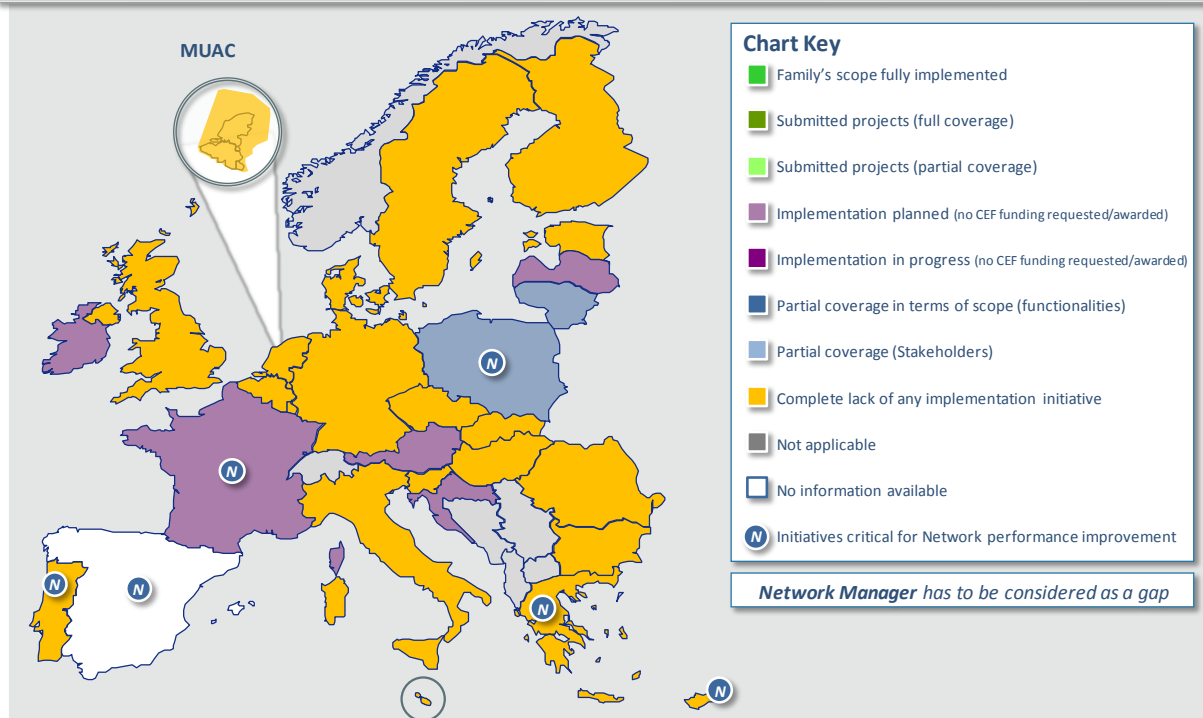 MUAC
N
N
N
N
N
N
Chart Key
Family's scope fully implemented
Submitted projects (full coverage)
Submitted projects (partial coverage)
Implementation planned (no CEF funding requested/awarded)
Implementation in progress (no CEF funding requested/awarded)
Partial coverage in terms of scope (functionalities)
Partial coverage (Stakeholders)
Complete lack of any implementation initiative
Not applicable
No information available
N Initiatives critical for Network performance improvement
Network Manager has to be considered as a gap